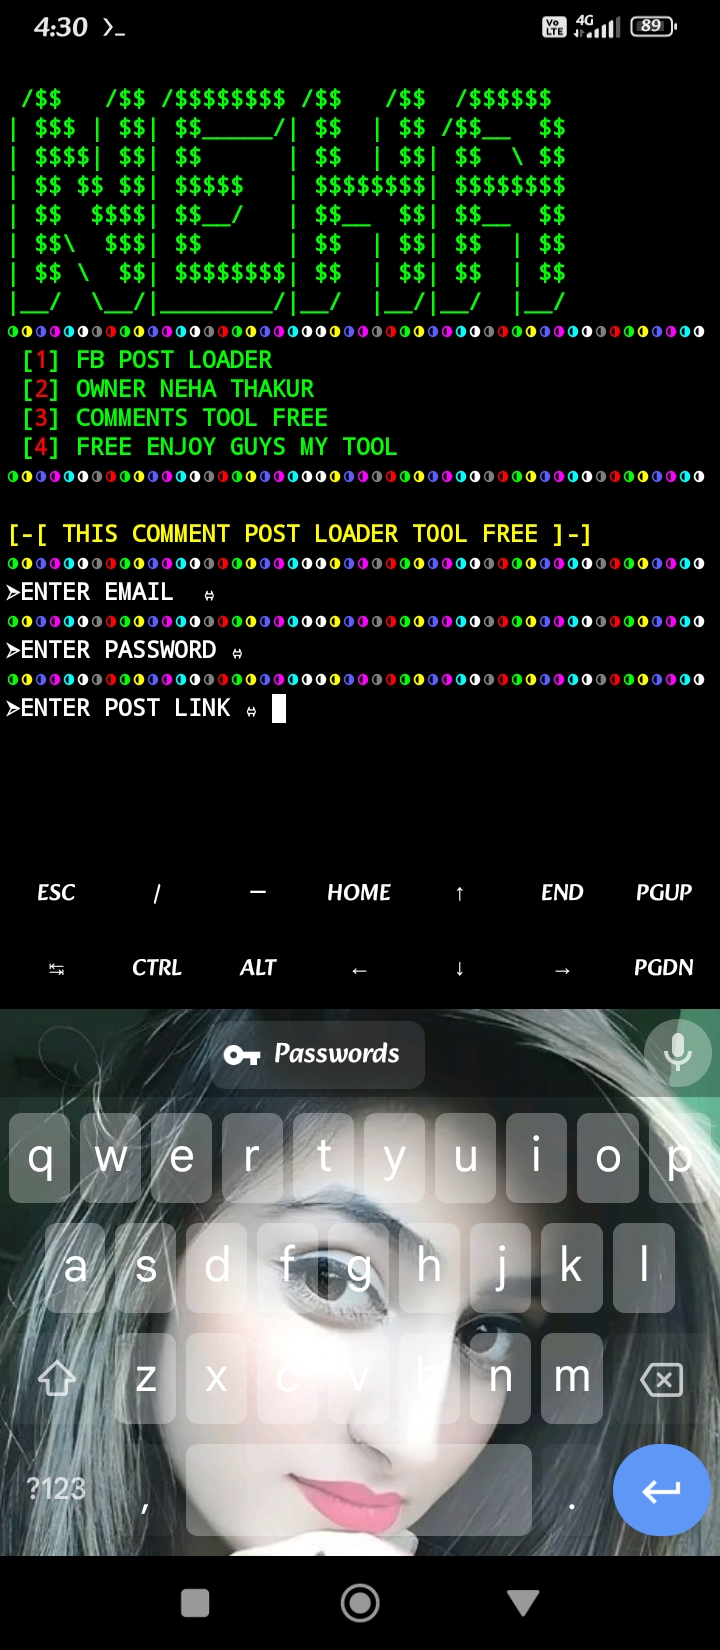 4:30 >_ Vo LTE 4G 89
 /$$   /$$ /$$$$$$$$ /$$   /$$  /$$$$$$
| $$$ | $$| $$_____/| $$  | $$ /$$__  $$
| $$$$| $$| $$      | $$  | $$| $$  \ $$
| $$ $$ $$| $$$$$   | $$$$$$$$| $$$$$$$$
| $$  $$$$| $$__/   | $$__  $$| $$__  $$
| $$\  $$$| $$      | $$  | $$| $$  | $$
| $$ \  $$| $$$$$$$$| $$  | $$| $$  | $$
|__/  \__/|________/|__/  |__/|__/  |__/
[1] FB POST LOADER
[2] OWNER NEHA THAKUR
[3] COMMENTS TOOL FREE
[4] FREE ENJOY GUYS MY TOOL
[-[ THIS COMMENT POST LOADER TOOL FREE ]-]
➤ENTER EMAIL
➤ENTER PASSWORD
➤ENTER POST LINK
ESC / — HOME ↑ END PGUP
↹ CTRL ALT ← ↓ → PGDN
Passwords
q w e r t y u i o p
a s d f g h j k l
z x c v b n m
?123 , .